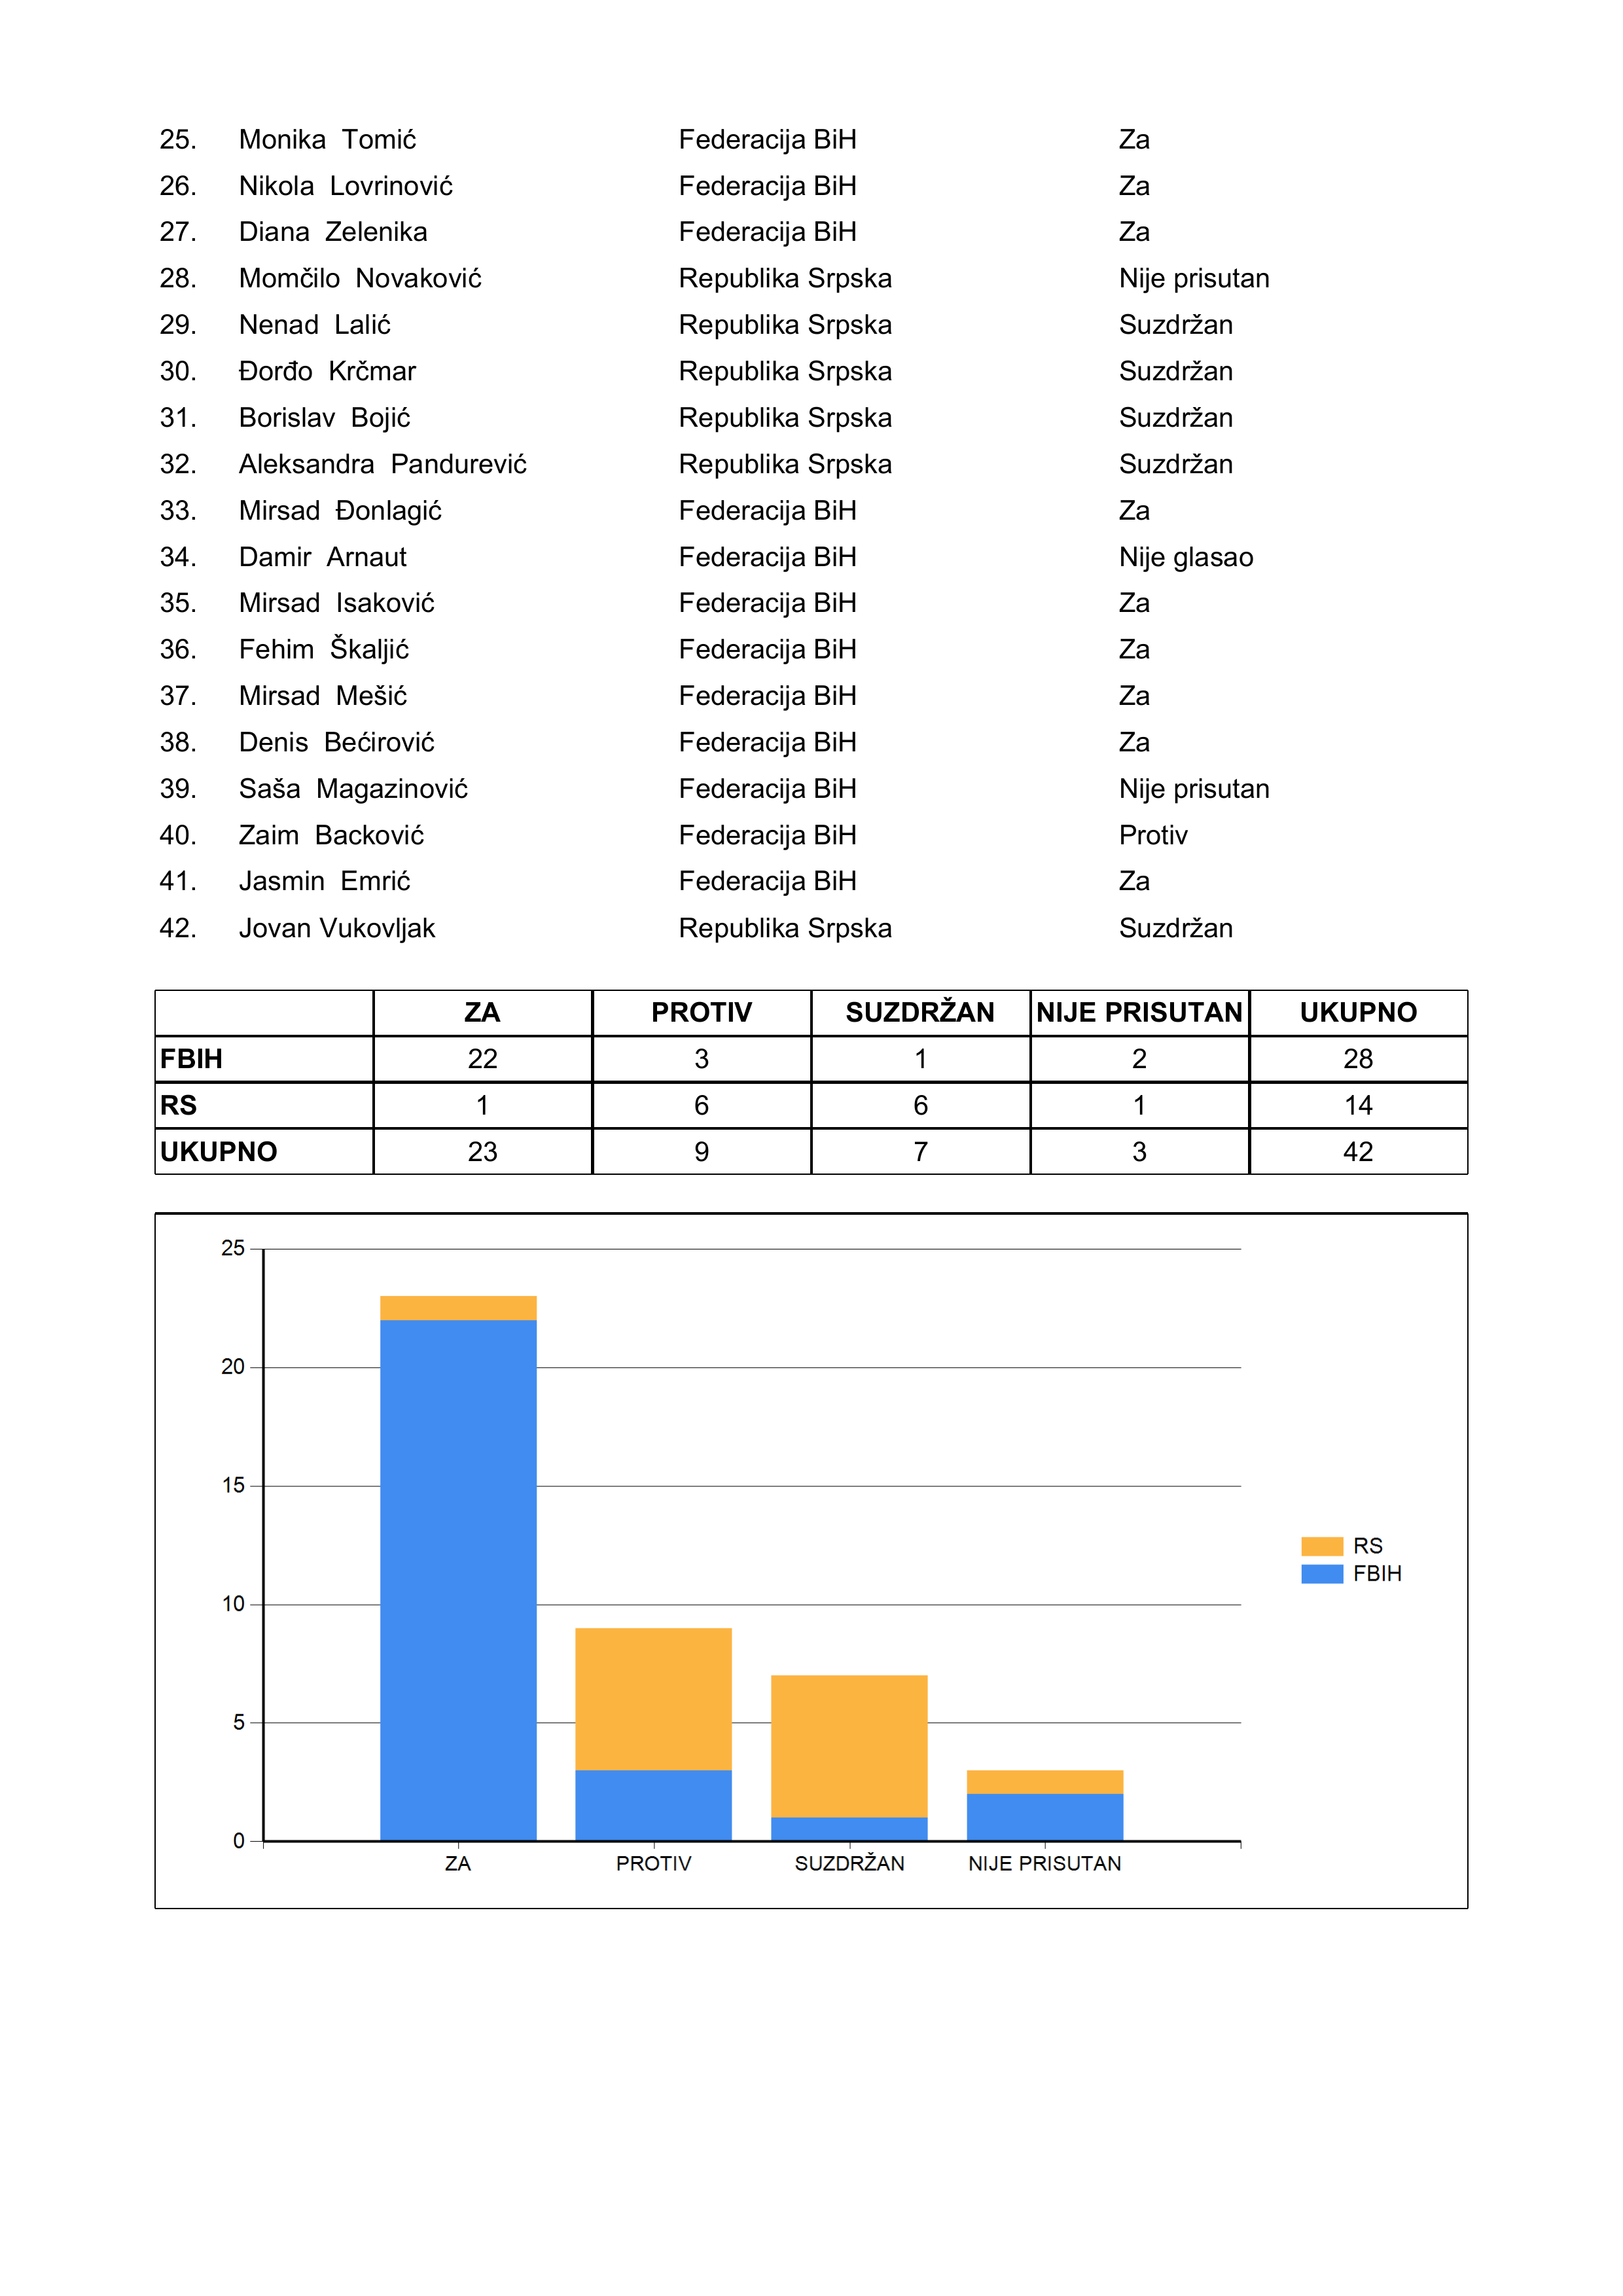 25. Monika Tomić Federacija BiH Za
26. Nikola Lovrinović Federacija BiH Za
27. Diana Zelenika Federacija BiH Za
28. Momčilo Novaković Republika Srpska Nije prisutan
29. Nenad Lalić Republika Srpska Suzdržan
30. Đorđo Krčmar Republika Srpska Suzdržan
31. Borislav Bojić Republika Srpska Suzdržan
32. Aleksandra Pandurević Republika Srpska Suzdržan
33. Mirsad Đonlagić Federacija BiH Za
34. Damir Arnaut Federacija BiH Nije glasao
35. Mirsad Isaković Federacija BiH Za
36. Fehim Škaljić Federacija BiH Za
37. Mirsad Mešić Federacija BiH Za
38. Denis Bećirović Federacija BiH Za
39. Saša Magazinović Federacija BiH Nije prisutan
40. Zaim Backović Federacija BiH Protiv
41. Jasmin Emrić Federacija BiH Za
42. Jovan Vukovljak Republika Srpska Suzdržan
ZA PROTIV SUZDRŽAN NIJE PRISUTAN UKUPNO
FBIH 22 3 1 2 28
RS 1 6 6 1 14
UKUPNO 23 9 7 3 42
25
20
15
10
5
0
ZA PROTIV SUZDRŽAN NIJE PRISUTAN
RS
FBIH